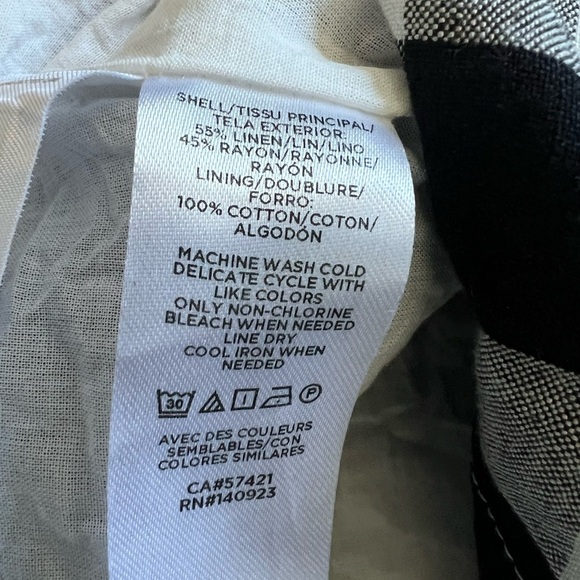 SHELL/TISSU PRINCIPAL/
TELA EXTERIOR:
55% LINEN/LIN/LINO
45% RAYON/RAYONNE/
RAYÓN
LINING/DOUBLURE/
FORRO:
100% COTTON/COTON/
ALGODÓN
MACHINE WASH COLD
DELICATE CYCLE WITH
LIKE COLORS
ONLY NON-CHLORINE
BLEACH WHEN NEEDED
LINE DRY
COOL IRON WHEN
NEEDED
30 P
AVEC DES COULEURS
SEMBLABLES/CON
COLORES SIMILARES
CA#57421
RN#140923